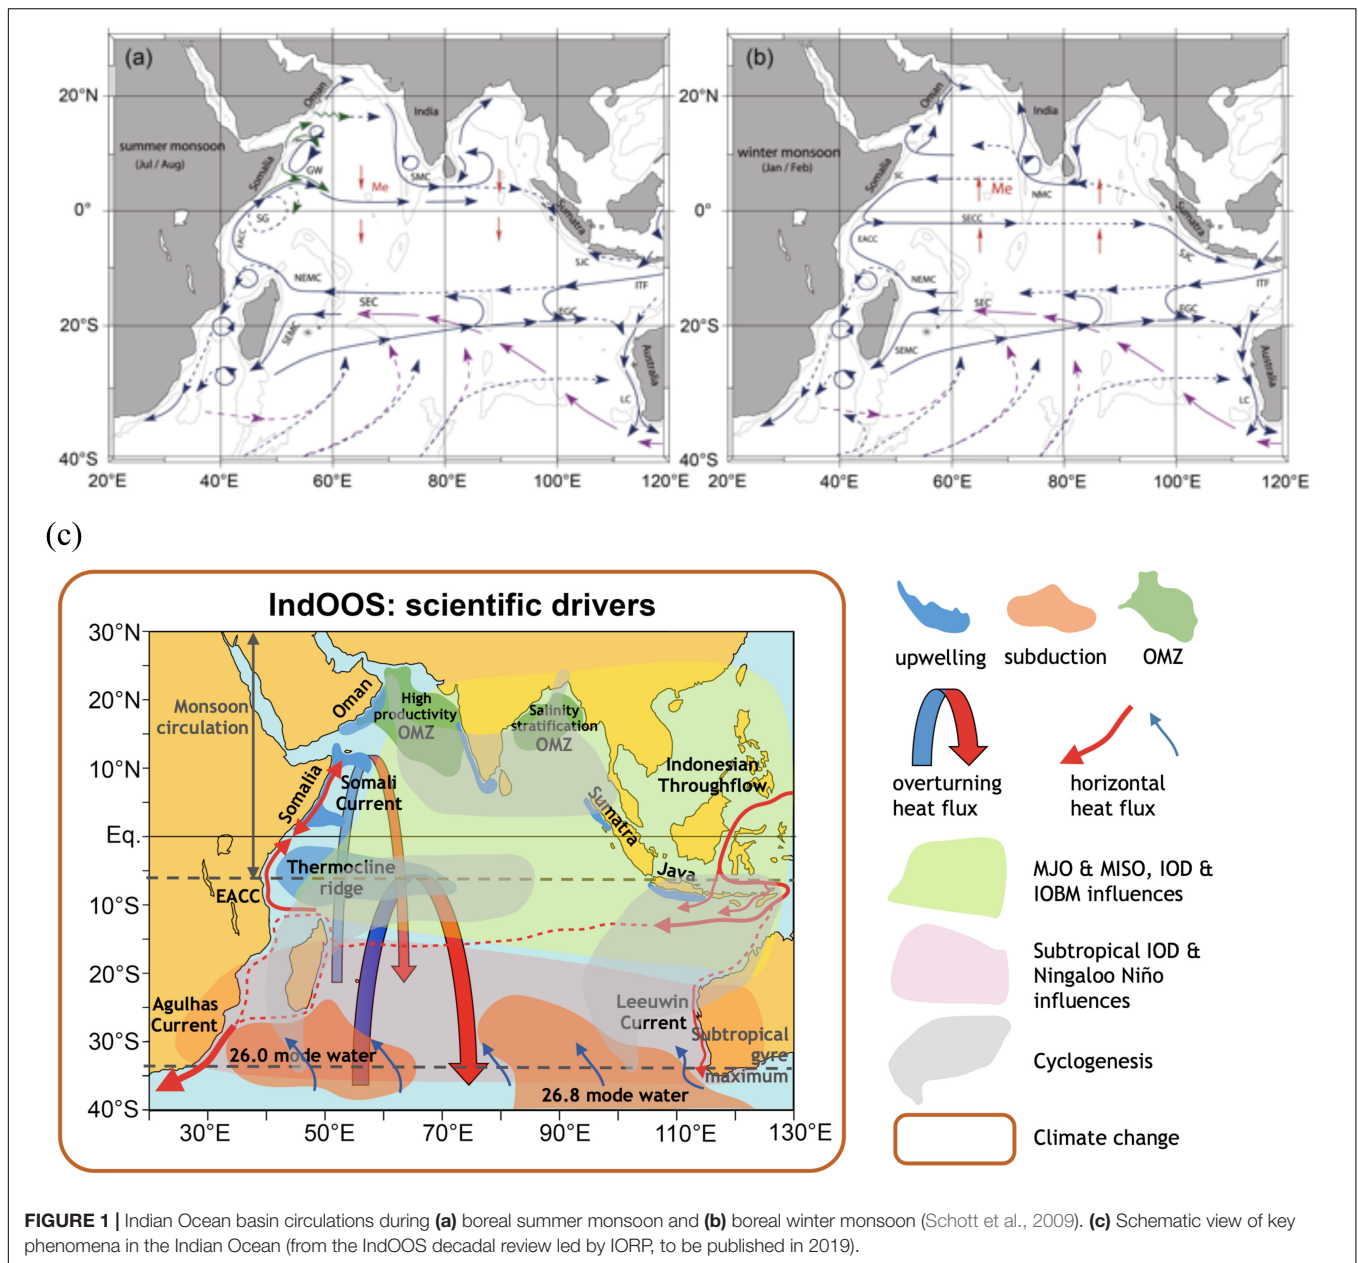 (a)
20°N
0°
20°S
40°S
20°E
40°E
60°E
80°E
100°E
120°E
summer monsoon
(Jul / Aug)
Oman
India
Somalia
GW
SMC
Me
SG
Sumatra
EACC
SJC
NEMC
ITF
SEC
EGC
SEMC
Australia
LC
(b)
20°N
0°
20°S
40°S
20°E
40°E
60°E
80°E
100°E
120°E
winter monsoon
(Jan / Feb)
Oman
India
Somalia
SC
Me
NMC
SECC
Sumatra
EACC
SJC
NEMC
ITF
SEC
EGC
SEMC
Australia
LC
(c)
IndOOS: scientific drivers
30°N
20°N
10°N
Eq.
10°S
20°S
30°S
40°S
30°E
50°E
70°E
90°E
110°E
130°E
Monsoon
circulation
Oman
High
productivity
OMZ
Salinity
stratification
OMZ
Somalia
Somali
Current
Indonesian
Throughflow
Sumatra
Thermocline
ridge
Java
EACC
Agulhas
Current
Leeuwin
Current
Subtropical
gyre
maximum
26.0 mode water
26.8 mode water
upwelling
subduction
OMZ
overturning
heat flux
horizontal
heat flux
MJO & MISO, IOD &
IOBM influences
Subtropical IOD &
Ningaloo Niño
influences
Cyclogenesis
Climate change
FIGURE 1 | Indian Ocean basin circulations during (a) boreal summer monsoon and (b) boreal winter monsoon (Schott et al., 2009). (c) Schematic view of key
phenomena in the Indian Ocean (from the IndOOS decadal review led by IORP, to be published in 2019).